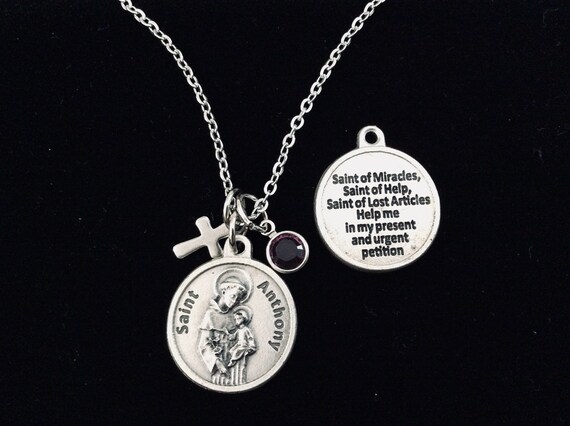 Saint Anthony
Saint of Miracles,
Saint of Help,
Saint of Lost Articles
Help me
in my present
and urgent
petition